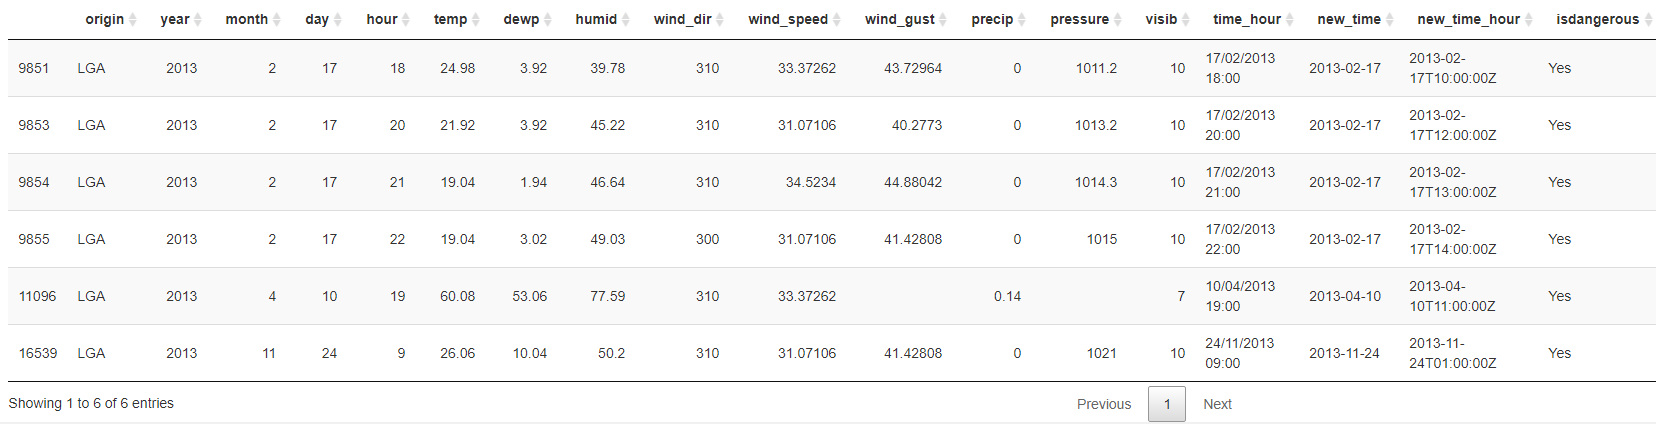 origin year month day hour temp dewp humid wind_dir wind_speed wind_gust precip pressure visib time_hour new_time new_time_hour isdangerous
9851 LGA 2013 2 17 18 24.98 3.92 39.78 310 33.37262 43.72964 0 1011.2 10 17/02/2013 18:00 2013-02-17 2013-02-17T10:00:00Z Yes
9853 LGA 2013 2 17 20 21.92 3.92 45.22 310 31.07106 40.2773 0 1013.2 10 17/02/2013 20:00 2013-02-17 2013-02-17T12:00:00Z Yes
9854 LGA 2013 2 17 21 19.04 1.94 46.64 310 34.5234 44.88042 0 1014.3 10 17/02/2013 21:00 2013-02-17 2013-02-17T13:00:00Z Yes
9855 LGA 2013 2 17 22 19.04 3.02 49.03 300 31.07106 41.42808 0 1015 10 17/02/2013 22:00 2013-02-17 2013-02-17T14:00:00Z Yes
11096 LGA 2013 4 10 19 60.08 53.06 77.59 310 33.37262 0.14 7 10/04/2013 19:00 2013-04-10 2013-04-10T11:00:00Z Yes
16539 LGA 2013 11 24 9 26.06 10.04 50.2 310 31.07106 41.42808 0 1021 10 24/11/2013 09:00 2013-11-24 2013-11-24T01:00:00Z Yes
Showing 1 to 6 of 6 entries Previous 1 Next